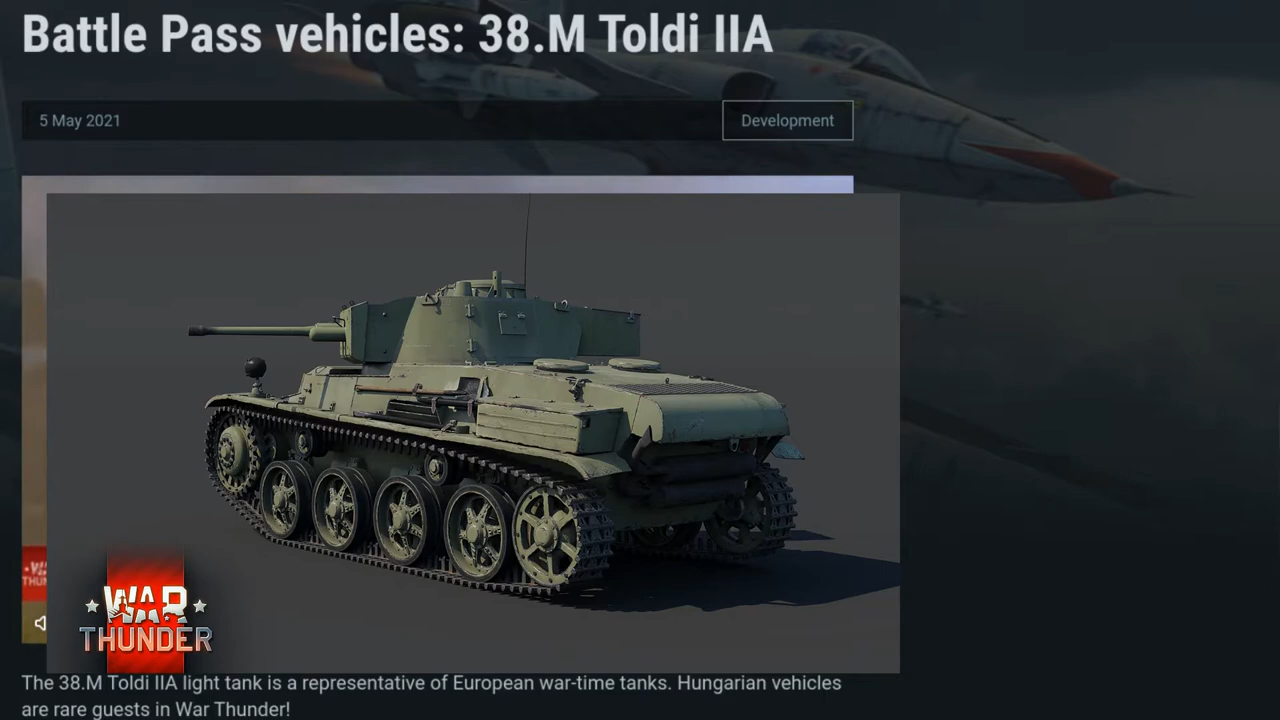 Battle Pass vehicles: 38.M Toldi IIA
5 May 2021
Development
WAR
THUNDER
The 38.M Toldi IIA light tank is a representative of European war-time tanks. Hungarian vehicles
are rare guests in War Thunder!